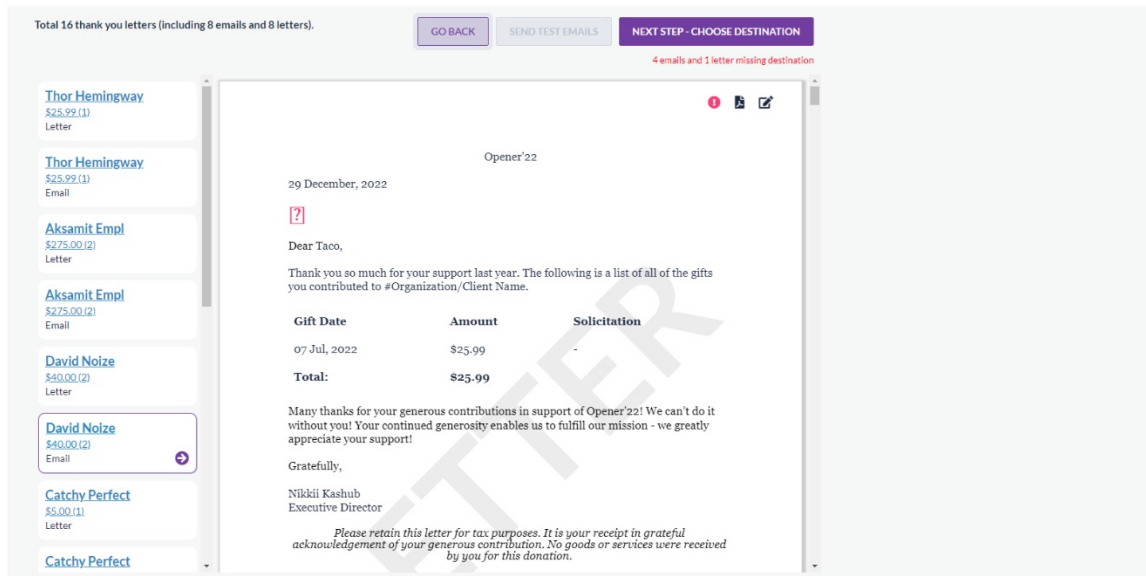 Total 16 thank you letters (including 8 emails and 8 letters).
GO BACK
SEND TEST EMAILS
NEXT STEP - CHOOSE DESTINATION
4 emails and 1 letter missing destination
Thor Hemingway
$25.99 (1)
Letter
Thor Hemingway
$25.99 (1)
Email
Aksamit Empl
$275.00 (2)
Letter
Aksamit Empl
$275.00 (2)
Email
David Noize
$40.00 (2)
Letter
David Noize
$40.00 (2)
Email
Catchy Perfect
$5.00 (1)
Letter
Catchy Perfect
Opener'22
29 December, 2022
?
Dear Taco,
Thank you so much for your support last year. The following is a list of all of the gifts
you contributed to #Organization/Client Name.
Gift Date Amount Solicitation
07 Jul, 2022 $25.99 -
Total: $25.99
Many thanks for your generous contributions in support of Opener'22! We can't do it
without you! Your continued generosity enables us to fulfill our mission - we greatly
appreciate your support!
Gratefully,
Nikkii Kashub
Executive Director
Please retain this letter for tax purposes. It is your receipt in grateful
acknowledgement of your generous contribution. No goods or services were received
by you for this donation.
ETTER